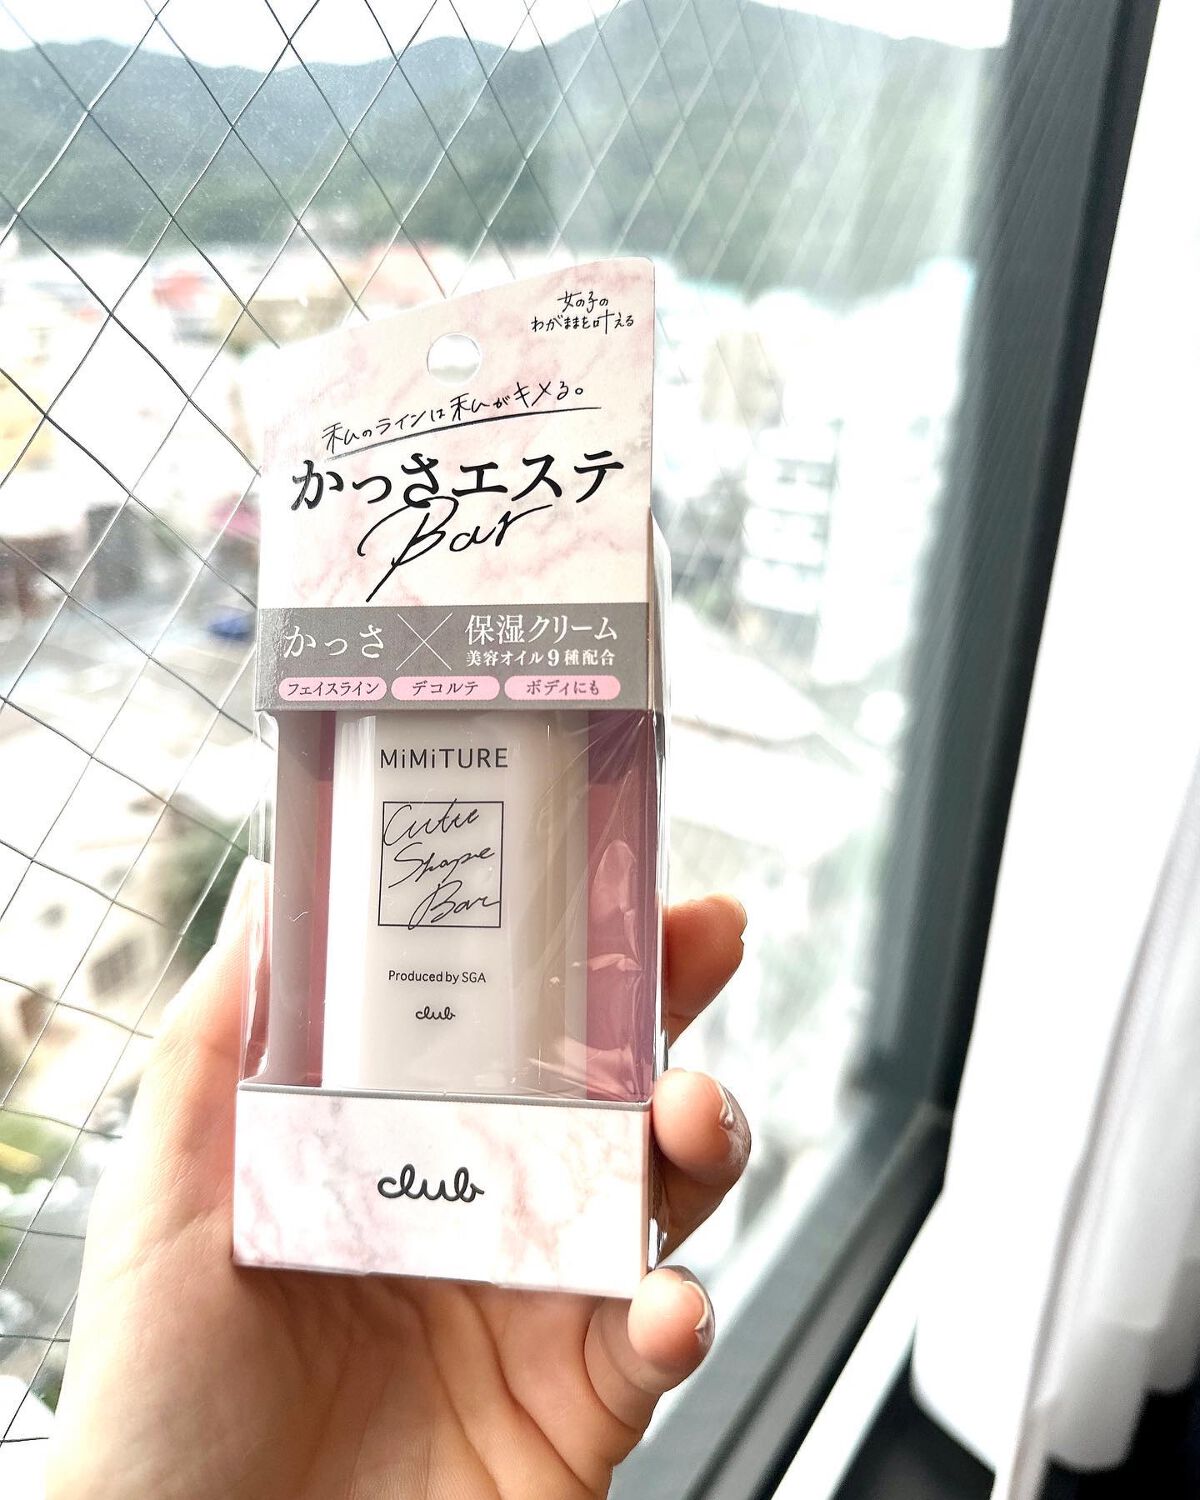 女の子の
わがままを叶える
私のラインは私がキメる。
かっさエステ
Bar
かっさ × 保湿クリーム
美容オイル9種配合
フェイスライン デコルテ ボディにも
MiMiTURE
Cutie
Shape
Bar
Produced by SGA
club
club